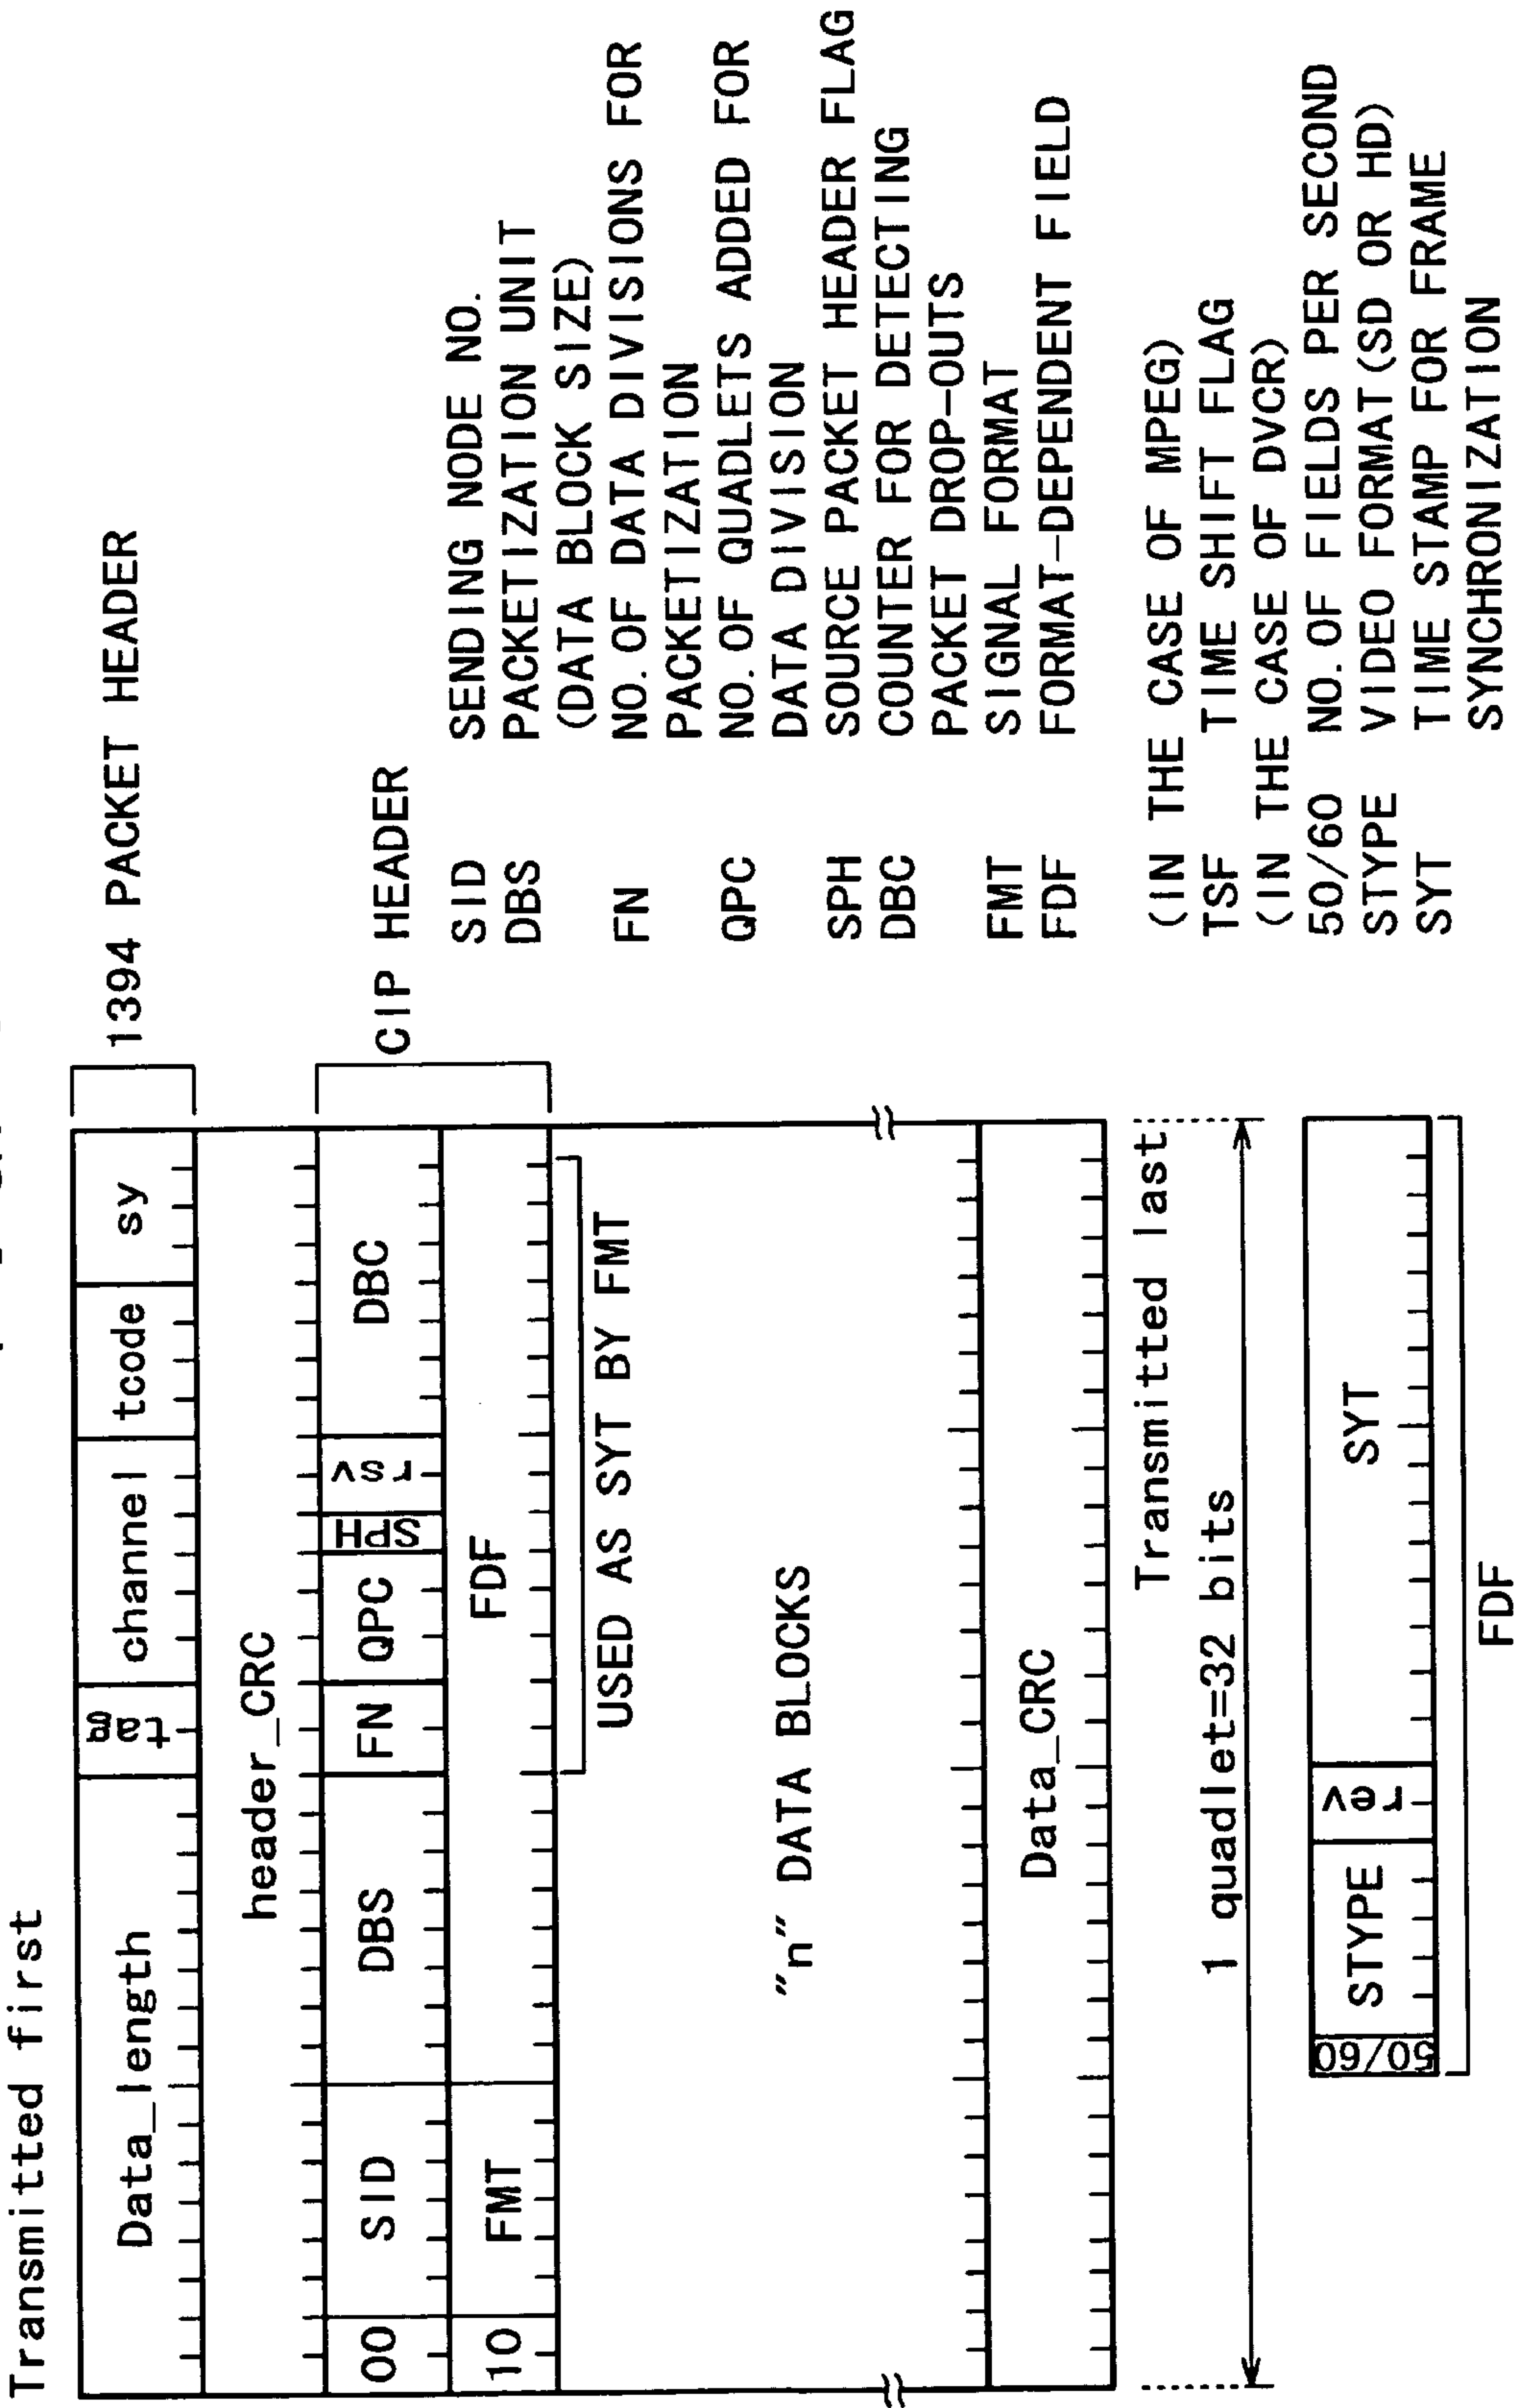 Transmitted first
Data_length
tag
channel
tcode
sy
1394 PACKET HEADER
header_CRC
00
SID
DBS
FN
QPC
SPH
rsv
DBC
CIP HEADER
10
FMT
FDF
USED AS SYT BY FMT
"n" DATA BLOCKS
Data_CRC
Transmitted last
1 quadlet=32 bits
50/60
STYPE
rev
SYT
FDF
SID SENDING NODE NO.
DBS PACKETIZATION UNIT
(DATA BLOCK SIZE)
FN NO.OF DATA DIVISIONS FOR
PACKETIZATION
QPC NO.OF QUADLETS ADDED FOR
DATA DIVISION
SPH SOURCE PACKET HEADER FLAG
DBC COUNTER FOR DETECTING
PACKET DROP-OUTS
FMT SIGNAL FORMAT
FDF FORMAT-DEPENDENT FIELD
(IN THE CASE OF MPEG)
TSF TIME SHIFT FLAG
(IN THE CASE OF DVCR)
50/60 NO.OF FIELDS PER SECOND
STYPE VIDEO FORMAT(SD OR HD)
SYT TIME STAMP FOR FRAME
SYNCHRONIZATION